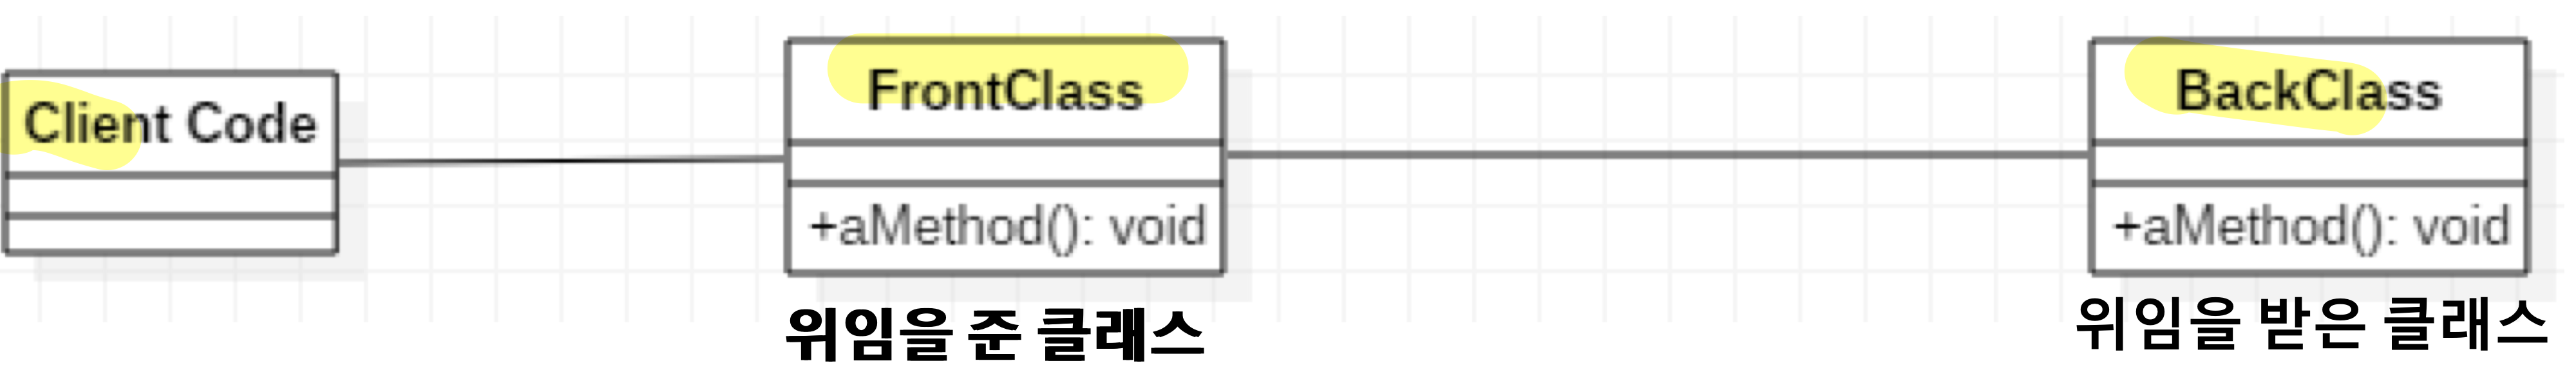 Client Code
FrontClass
+aMethod(): void
위임을 준 클래스
BackClass
+aMethod(): void
위임을 받은 클래스